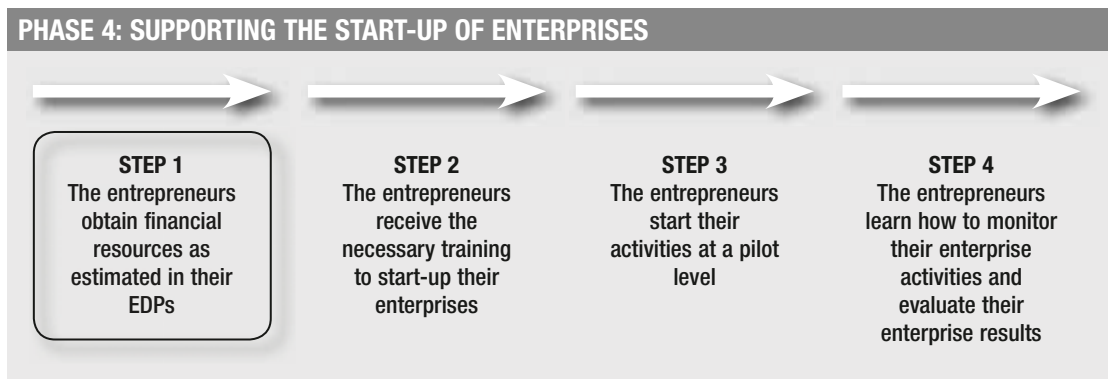 PHASE 4: SUPPORTING THE START-UP OF ENTERPRISES
STEP 1
The entrepreneurs
obtain financial
resources as
estimated in their
EDPs
STEP 2
The entrepreneurs
receive the
necessary training
to start-up their
enterprises
STEP 3
The entrepreneurs
start their
activities at a pilot
level
STEP 4
The entrepreneurs
learn how to monitor
their enterprise
activities and
evaluate their
enterprise results